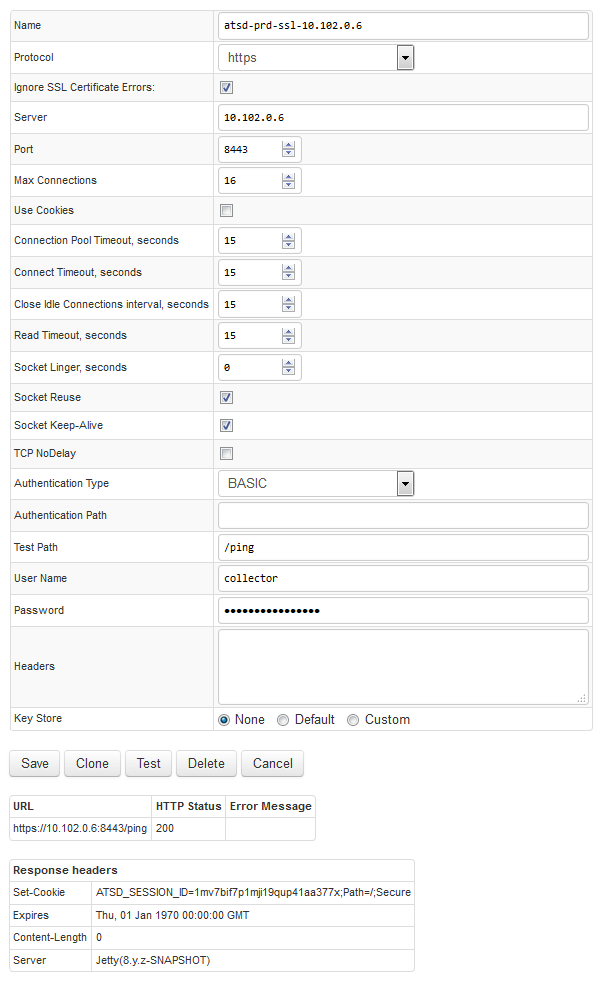 Name atsd-prd-ssl-10.102.0.6
Protocol https
Ignore SSL Certificate Errors:
Server 10.102.0.6
Port 8443
Max Connections 16
Use Cookies
Connection Pool Timeout, seconds 15
Connect Timeout, seconds 15
Close Idle Connections interval, seconds 15
Read Timeout, seconds 15
Socket Linger, seconds 0
Socket Reuse
Socket Keep-Alive
TCP NoDelay
Authentication Type BASIC
Authentication Path
Test Path /ping
User Name collector
Password ••••••••••••••••
Headers
Key Store None Default Custom
Save Clone Test Delete Cancel
URL HTTP Status Error Message
https://10.102.0.6:8443/ping 200
Response headers
Set-Cookie ATSD_SESSION_ID=1mv7bif7p1mji19qup41aa377x;Path=/;Secure
Expires Thu, 01 Jan 1970 00:00:00 GMT
Content-Length 0
Server Jetty(8.y.z-SNAPSHOT)